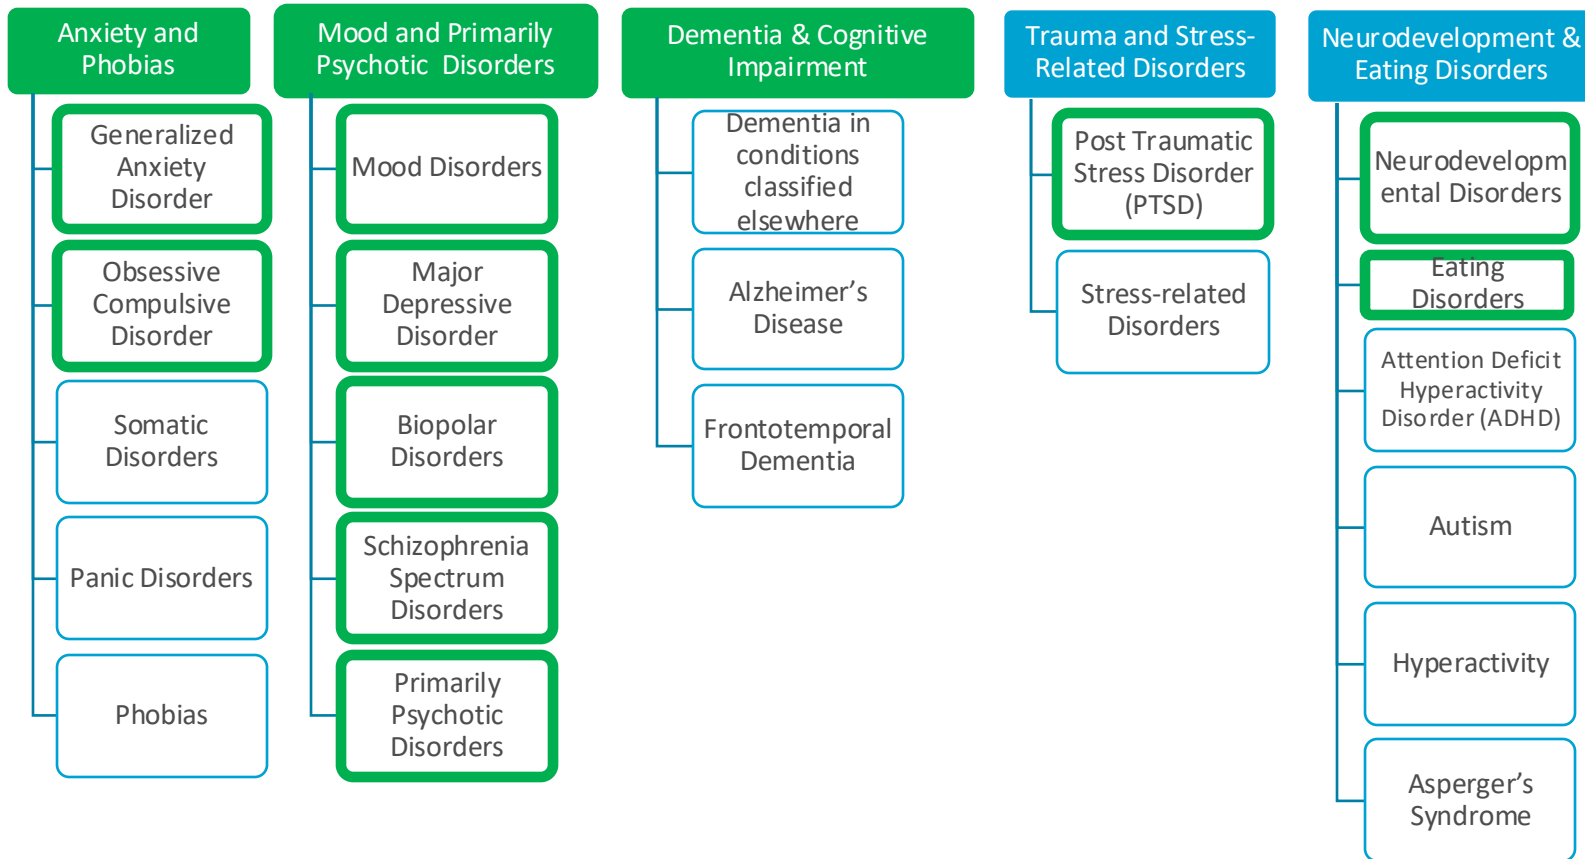 Anxiety and
Phobias
Generalized
Anxiety
Disorder
Obsessive
Compulsive
Disorder
Somatic
Disorders
Panic Disorders
Phobias
Mood and Primarily
Psychotic Disorders
Mood Disorders
Major
Depressive
Disorder
Biopolar
Disorders
Schizophrenia
Spectrum
Disorders
Primarily
Psychotic
Disorders
Dementia & Cognitive
Impairment
Dementia in
conditions
classified
elsewhere
Alzheimer’s
Disease
Frontotemporal
Dementia
Trauma and Stress-
Related Disorders
Post Traumatic
Stress Disorder
(PTSD)
Stress-related
Disorders
Neurodevelopment &
Eating Disorders
Neurodevelopm
ental Disorders
Eating
Disorders
Attention Deficit
Hyperactivity
Disorder (ADHD)
Autism
Hyperactivity
Asperger’s
Syndrome